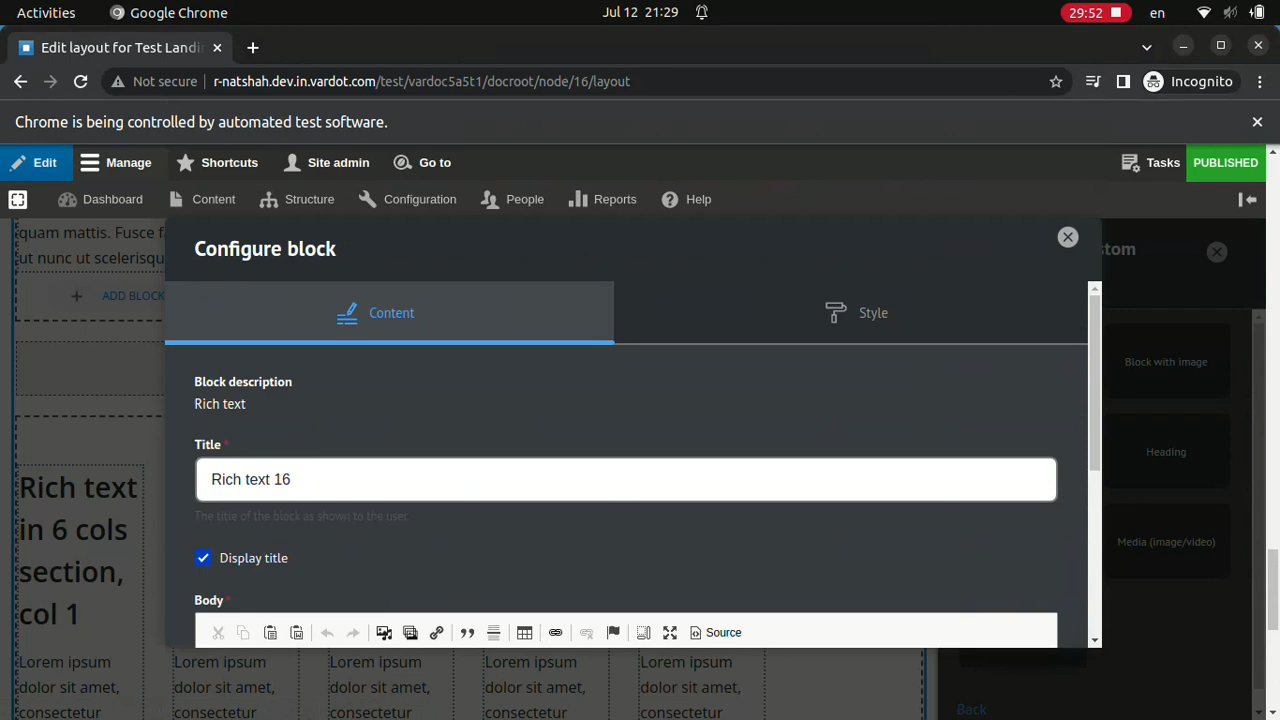 Activities
Google Chrome
Jul 12 21:29
29:52
en
Edit layout for Test Landin
Not secure
r-natshah.dev.in.vardot.com/test/vardoc5a5t1/docroot/node/16/layout
Incognito
Chrome is being controlled by automated test software.
Edit
Manage
Shortcuts
Site admin
Go to
Tasks
PUBLISHED
Dashboard
Content
Structure
Configuration
People
Reports
Help
quam mattis. Fusce fa
ut nunc ut scelerisqu
+ ADD BLOCK
Configure block
stom
Content
Style
Block description
Rich text
Title *
Rich text 16
The title of the block as shown to the user.
Display title
Body *
Source
Block with image
Heading
Media (image/video)
Rich text
in 6 cols
section,
col 1
Lorem ipsum
dolor sit amet,
consectetur
Lorem ipsum
dolor sit amet,
consectetur
Lorem ipsum
dolor sit amet,
consectetur
Lorem ipsum
dolor sit amet,
consectetur
Lorem ipsum
dolor sit amet,
consectetur
Back